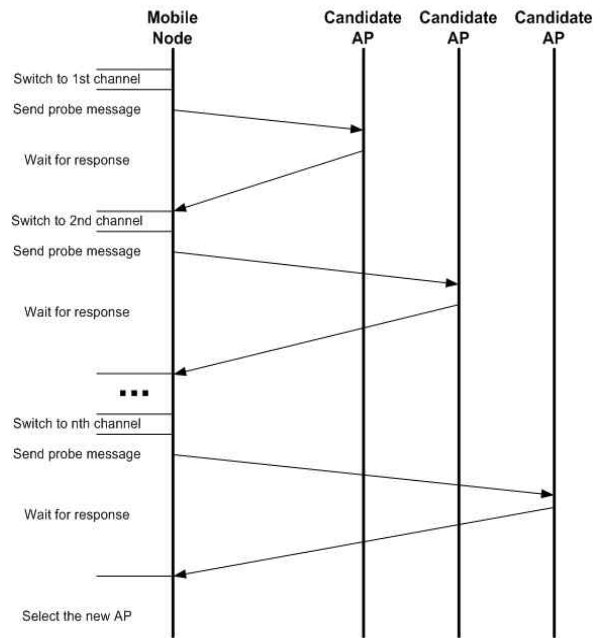 Mobile Node
Candidate AP
Candidate AP
Candidate AP
Switch to 1st channel
Send probe message
Wait for response
Switch to 2nd channel
Send probe message
Wait for response
...
Switch to nth channel
Send probe message
Wait for response
Select the new AP